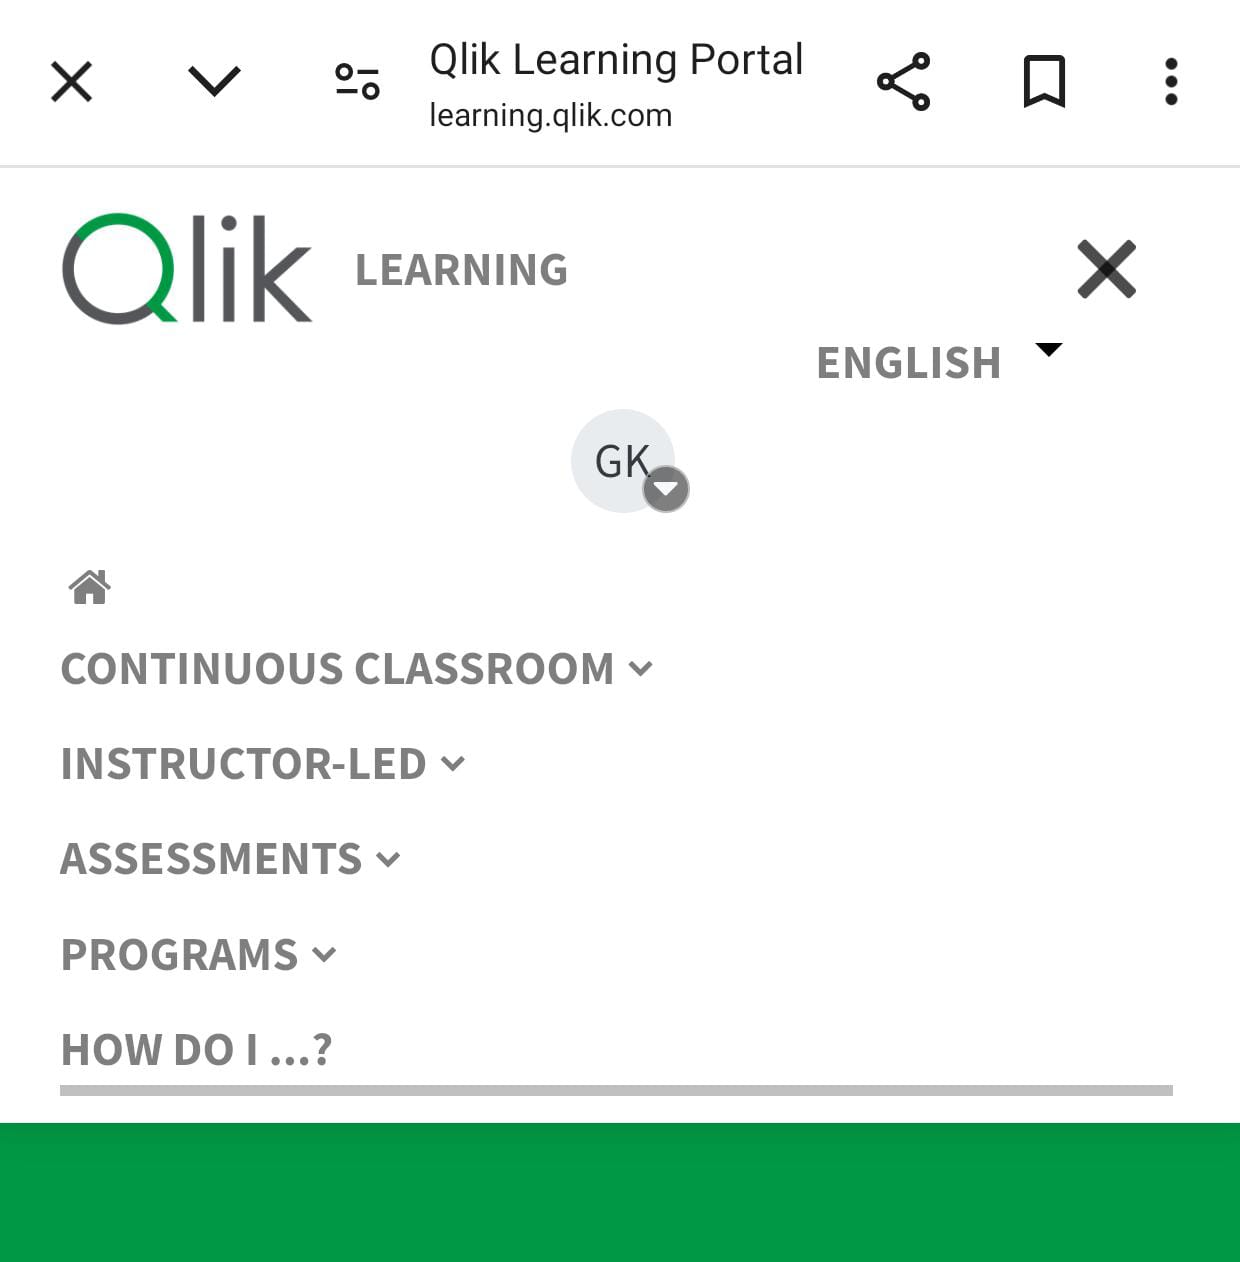 Qlik Learning Portal
learning.qlik.com
Qlik LEARNING
ENGLISH
GK
CONTINUOUS CLASSROOM
INSTRUCTOR-LED
ASSESSMENTS
PROGRAMS
HOW DO I ...?